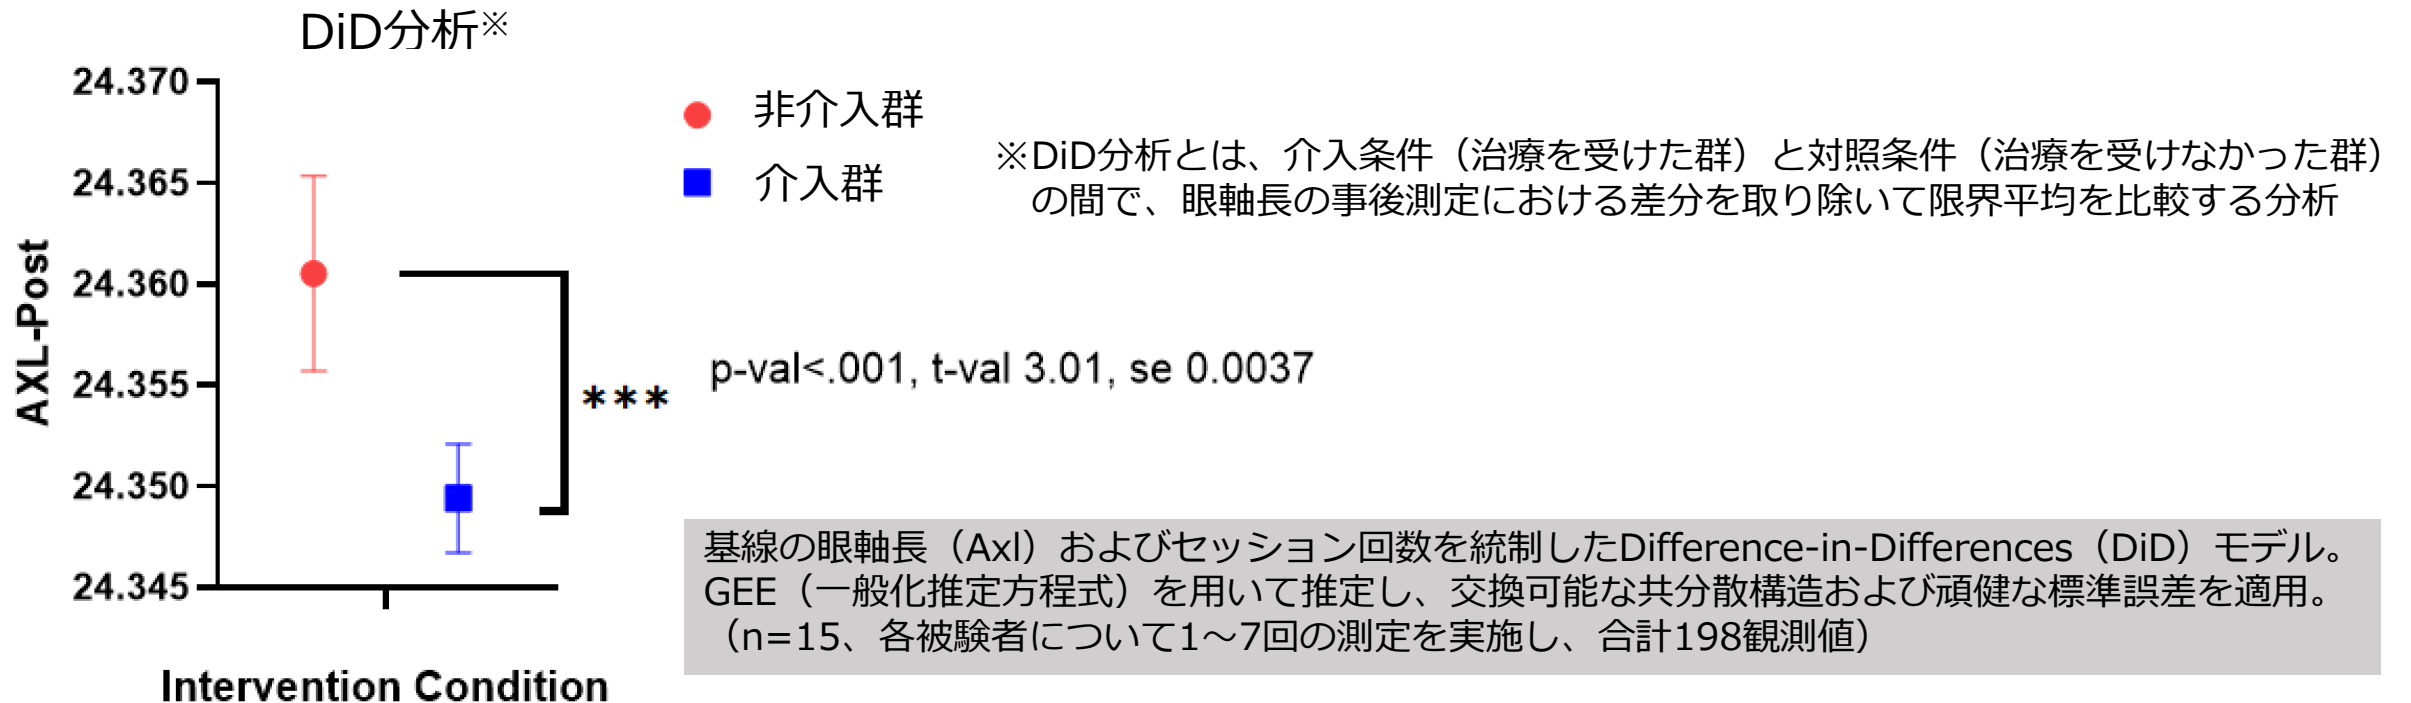 DiD分析※
24.370
24.365
24.360
24.355
24.350
24.345
AXL-Post
Intervention Condition
非介入群
介入群
※DiD分析とは、介入条件（治療を受けた群）と対照条件（治療を受けなかった群）
の間で、眼軸長の事後測定における差分を取り除いて限界平均を比較する分析
***
p-val<.001, t-val 3.01, se 0.0037
基線の眼軸長（Axl）およびセッション回数を統制したDifference-in-Differences（DiD）モデル。
GEE（一般化推定方程式）を用いて推定し、交換可能な共分散構造および頑健な標準誤差を適用。
（n=15、各被験者について1～7回の測定を実施し、合計198観測値）